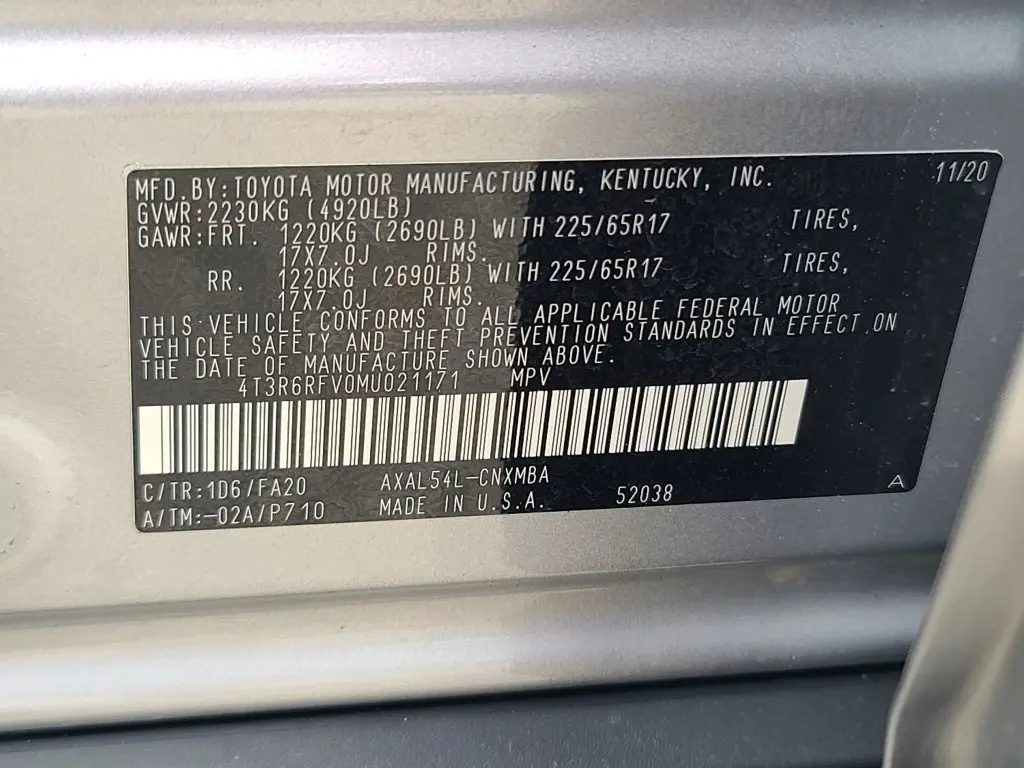 MFD.BY:TOYOTA MOTOR MANUFACTURING, KENTUCKY, INC. 11/20
GVWR:2230KG (4920LB)
GAWR:FRT. 1220KG (2690LB) WITH 225/65R17 TIRES,
17X7.0J RIMS.
RR. 1220KG (2690LB) WITH 225/65R17 TIRES,
17X7.0J RIMS.
THIS VEHICLE CONFORMS TO ALL APPLICABLE FEDERAL MOTOR
VEHICLE SAFETY AND THEFT PREVENTION STANDARDS IN EFFECT ON
THE DATE OF MANUFACTURE SHOWN ABOVE.
4T3R6RFV0MU021171 MPV
C/TR:1D6/FA20 AXAL54L-CNXMBA
A/TM:-02A/P710 MADE IN U.S.A. 52038 A